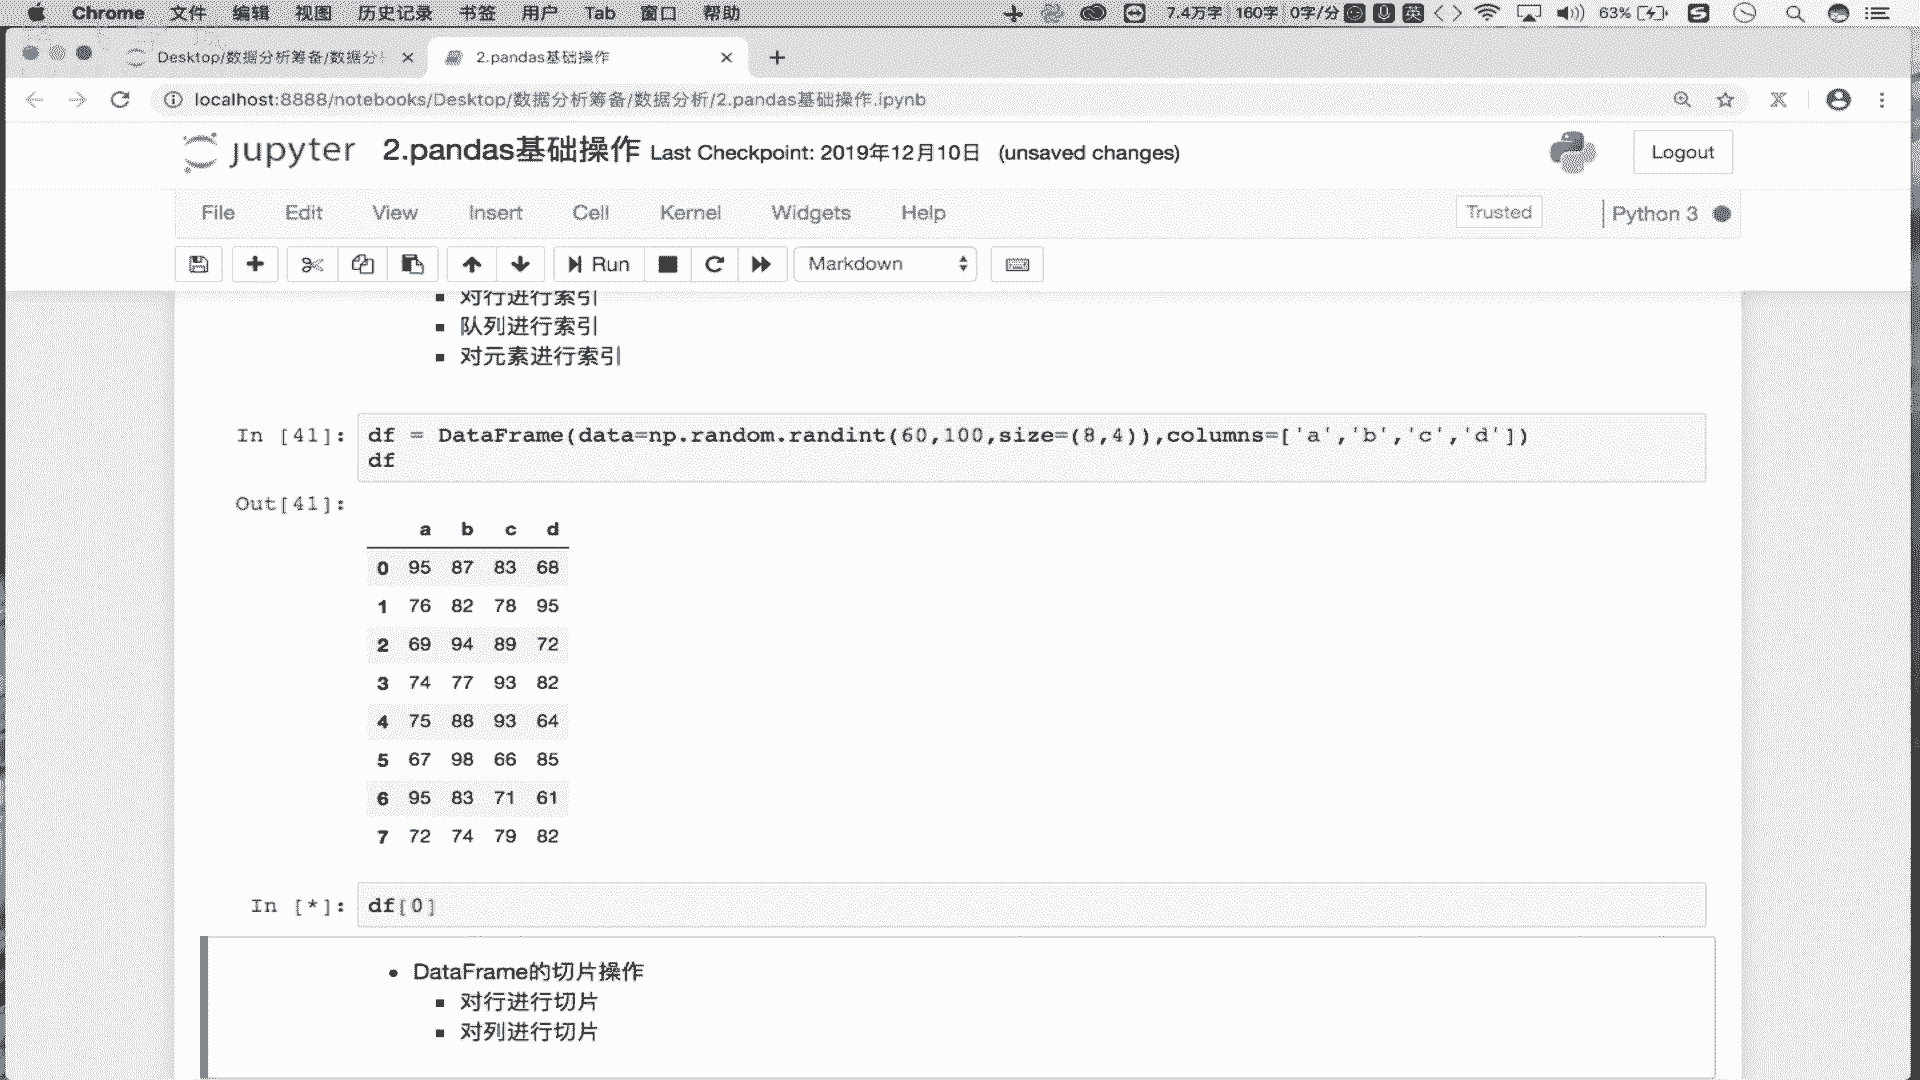 Chrome 文件 编辑 视图 历史记录 书签 用户 Tab 窗口 帮助 7.4万字 160字 0字/分 英 63%
Desktop/数据分析筹备/数据分 2.pandas基础操作
localhost:8888/notebooks/Desktop/数据分析筹备/数据分析/2.pandas基础操作.ipynb
jupyter 2.pandas基础操作 Last Checkpoint: 2019年12月10日 (unsaved changes) Logout
File Edit View Insert Cell Kernel Widgets Help Trusted Python 3
Run Markdown
对行进行索引
队列进行索引
对元素进行索引
In [41]: df = DataFrame(data=np.random.randint(60,100,size=(8,4)),columns=['a','b','c','d'])
df
Out[41]:
a b c d
0 95 87 83 68
1 76 82 78 95
2 69 94 89 72
3 74 77 93 82
4 75 88 93 64
5 67 98 66 85
6 95 83 71 61
7 72 74 79 82
In [*]: df[0]
DataFrame的切片操作
对行进行切片
对列进行切片